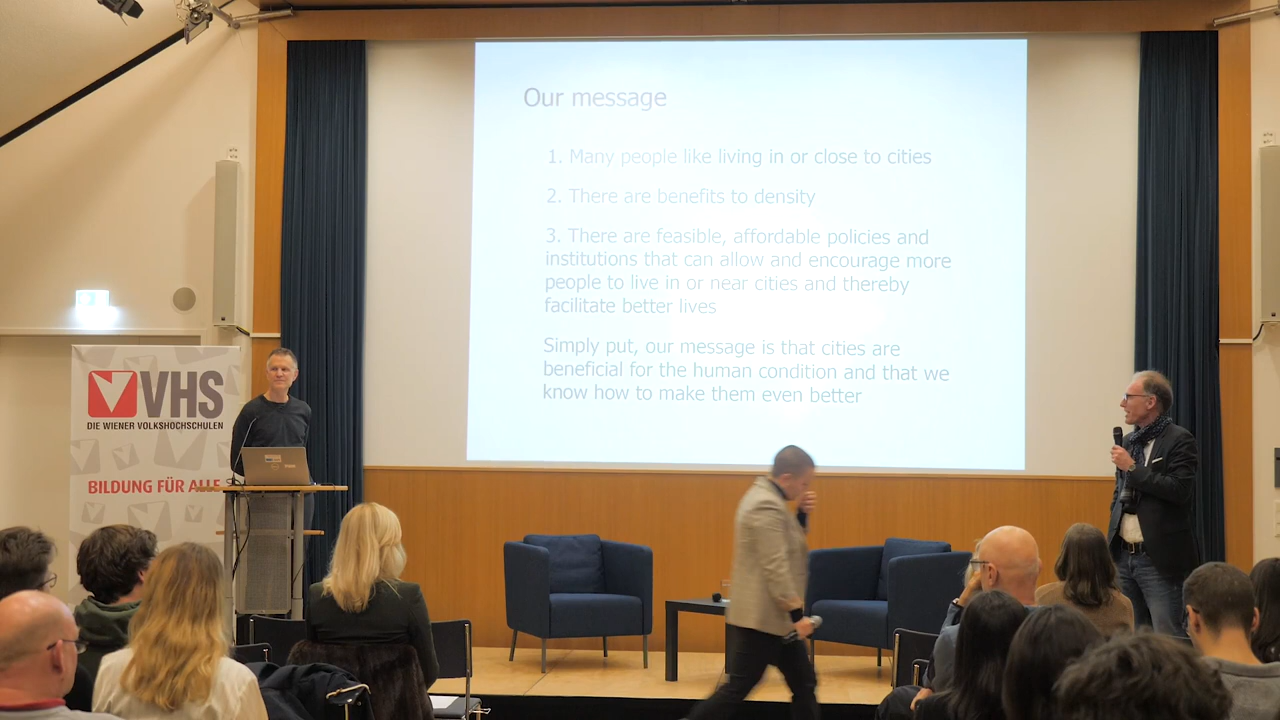 Our message
1. Many people like living in or close to cities
2. There are benefits to density
3. There are feasible, affordable policies and
institutions that can allow and encourage more
people to live in or near cities and thereby
facilitate better lives
Simply put, our message is that cities are
beneficial for the human condition and that we
know how to make them even better
VHS
DIE WIENER VOLKSHOCHSCHULEN
BILDUNG FÜR ALLE